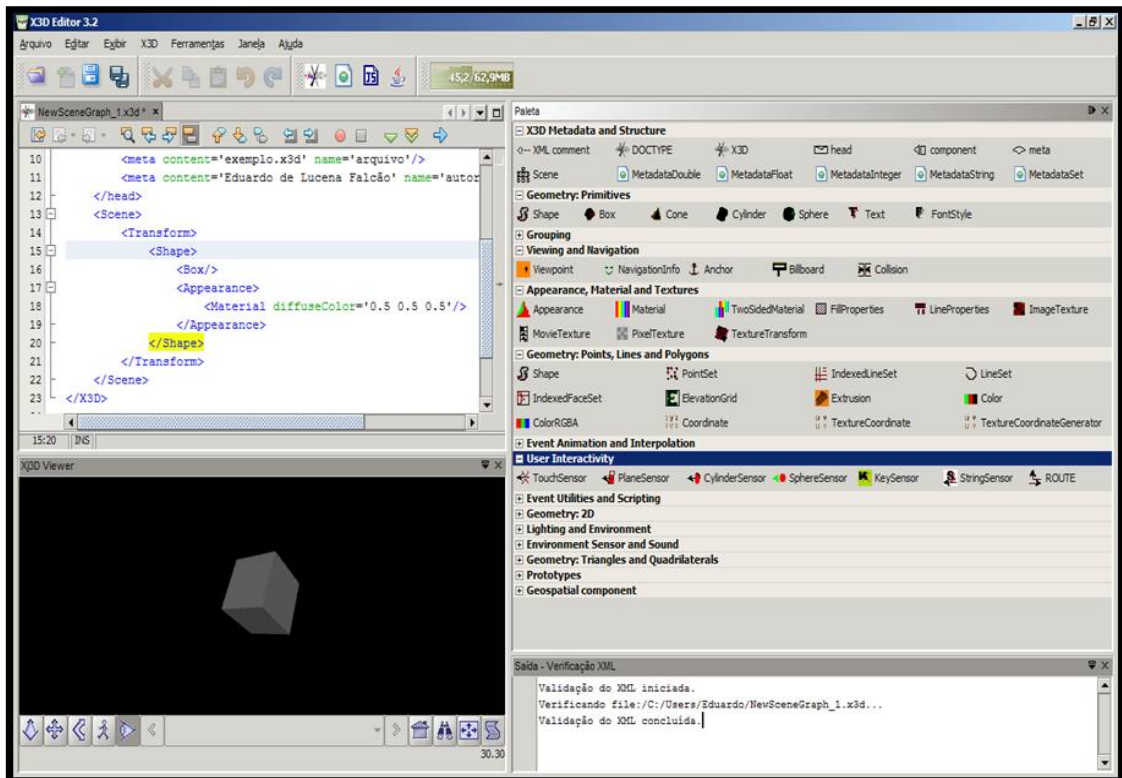 X3D Editor 3.2
Arquivo Editar Exibir X3D Ferramentas Janela Ajuda
45,2/62,9MB
NewSceneGraph_1.x3d *
10 <meta content='exemplo.x3d' name='arquivo'/>
11 <meta content='Eduardo de Lucena Falcão' name='autor
12 </head>
13 <Scene>
14 <Transform>
15 <Shape>
16 <Box/>
17 <Appearance>
18 <Material diffuseColor='0.5 0.5 0.5'/>
19 </Appearance>
20 </Shape>
21 </Transform>
22 </Scene>
23 </X3D>
15:20 INS
Xj3D Viewer
30.30
Paleta
X3D Metadata and Structure
XML comment DOCTYPE X3D head component meta
Scene MetadataDouble MetadataFloat MetadataInteger MetadataString MetadataSet
Geometry: Primitives
Shape Box Cone Cylinder Sphere Text FontStyle
Grouping
Viewing and Navigation
Viewpoint NavigationInfo Anchor Billboard Collision
Appearance, Material and Textures
Appearance Material TwoSidedMaterial FillProperties LineProperties ImageTexture
MovieTexture PixelTexture TextureTransform
Geometry: Points, Lines and Polygons
Shape PointSet IndexedLineSet LineSet
IndexedFaceSet ElevationGrid Extrusion Color
ColorRGBA Coordinate TextureCoordinate TextureCoordinateGenerator
Event Animation and Interpolation
User Interactivity
TouchSensor PlaneSensor CylinderSensor SphereSensor KeySensor StringSensor ROUTE
Event Utilities and Scripting
Geometry: 2D
Lighting and Environment
Environment Sensor and Sound
Geometry: Triangles and Quadrilaterals
Prototypes
Geospatial component
Saída - Verificação XML
Validação do XML iniciada.
Verificando file:/C:/Users/Eduardo/NewSceneGraph_1.x3d...
Validação do XML concluída.